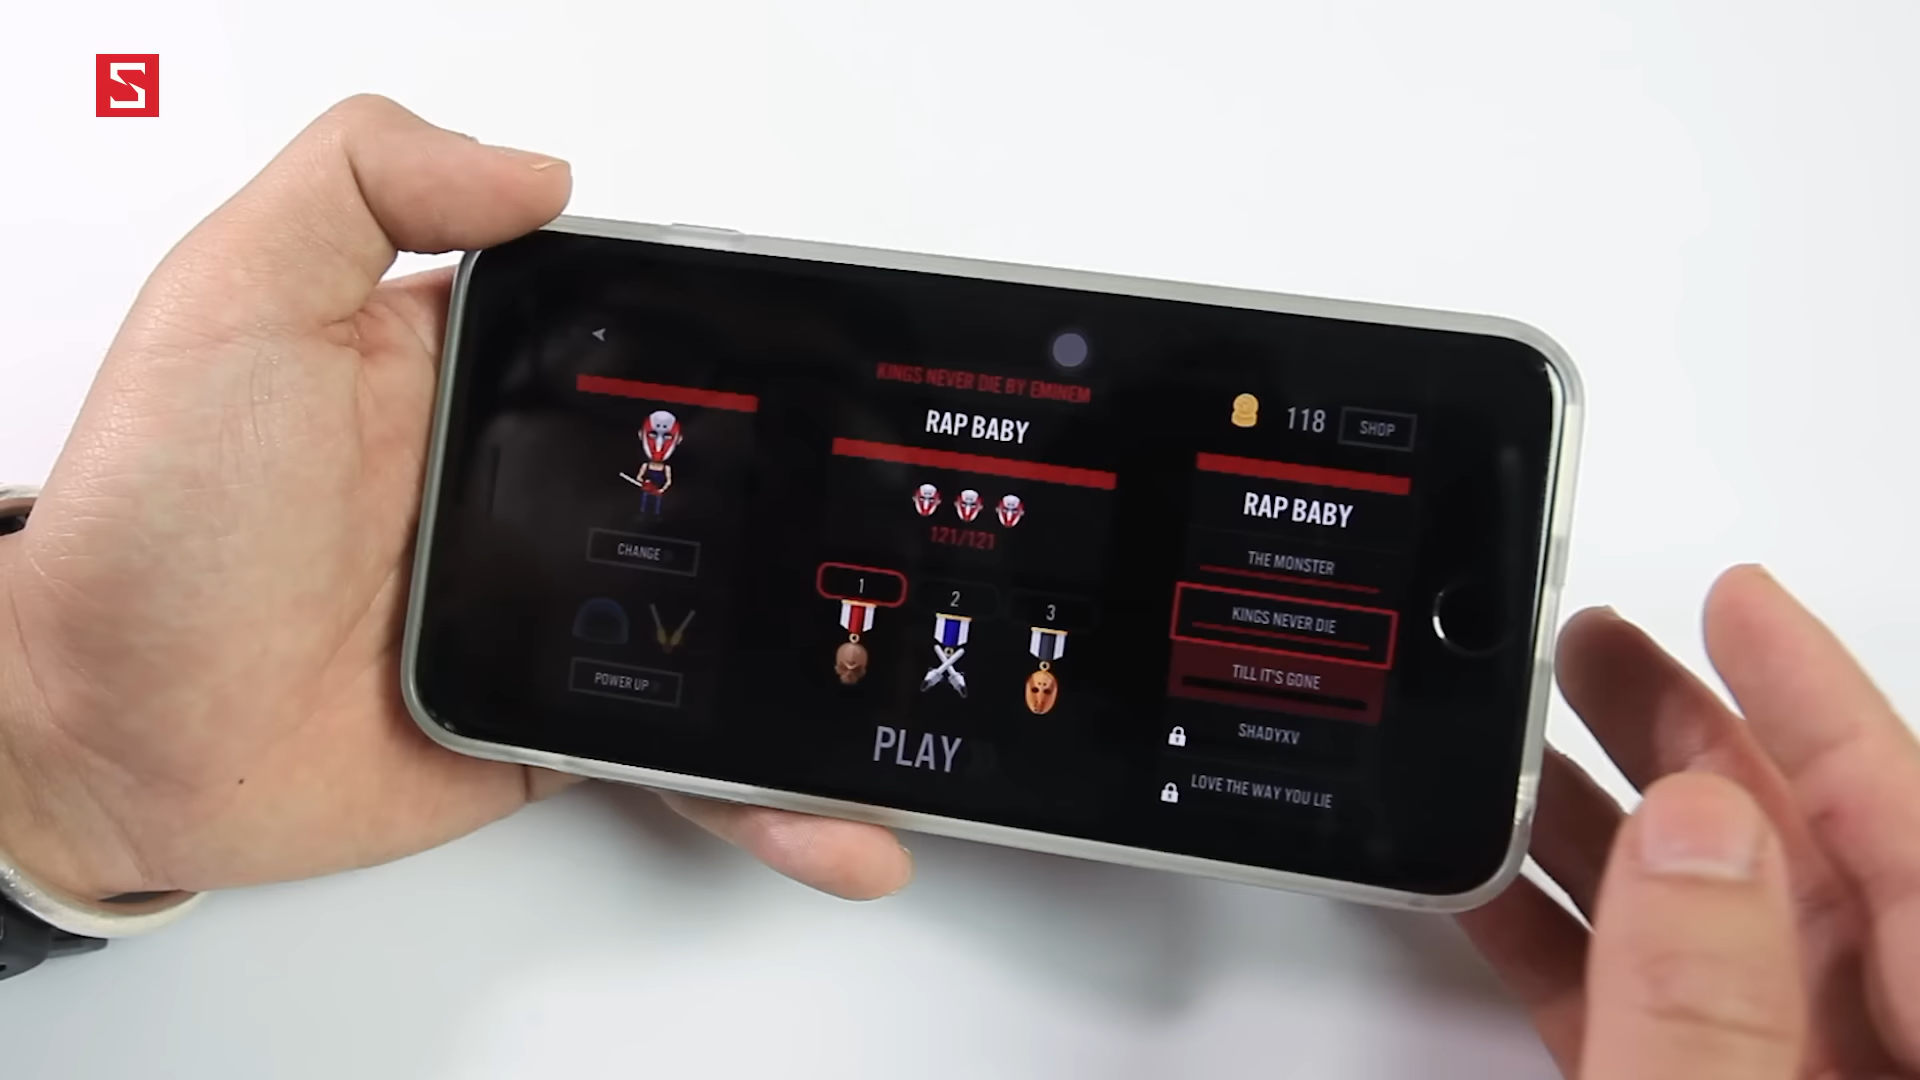 S
KINGS NEVER DIE BY EMINEM
RAP BABY
121/121
1
2
3
PLAY
CHANGE
POWER UP
118
SHOP
RAP BABY
THE MONSTER
KINGS NEVER DIE
TILL IT'S GONE
SHADYXV
LOVE THE WAY YOU LIE